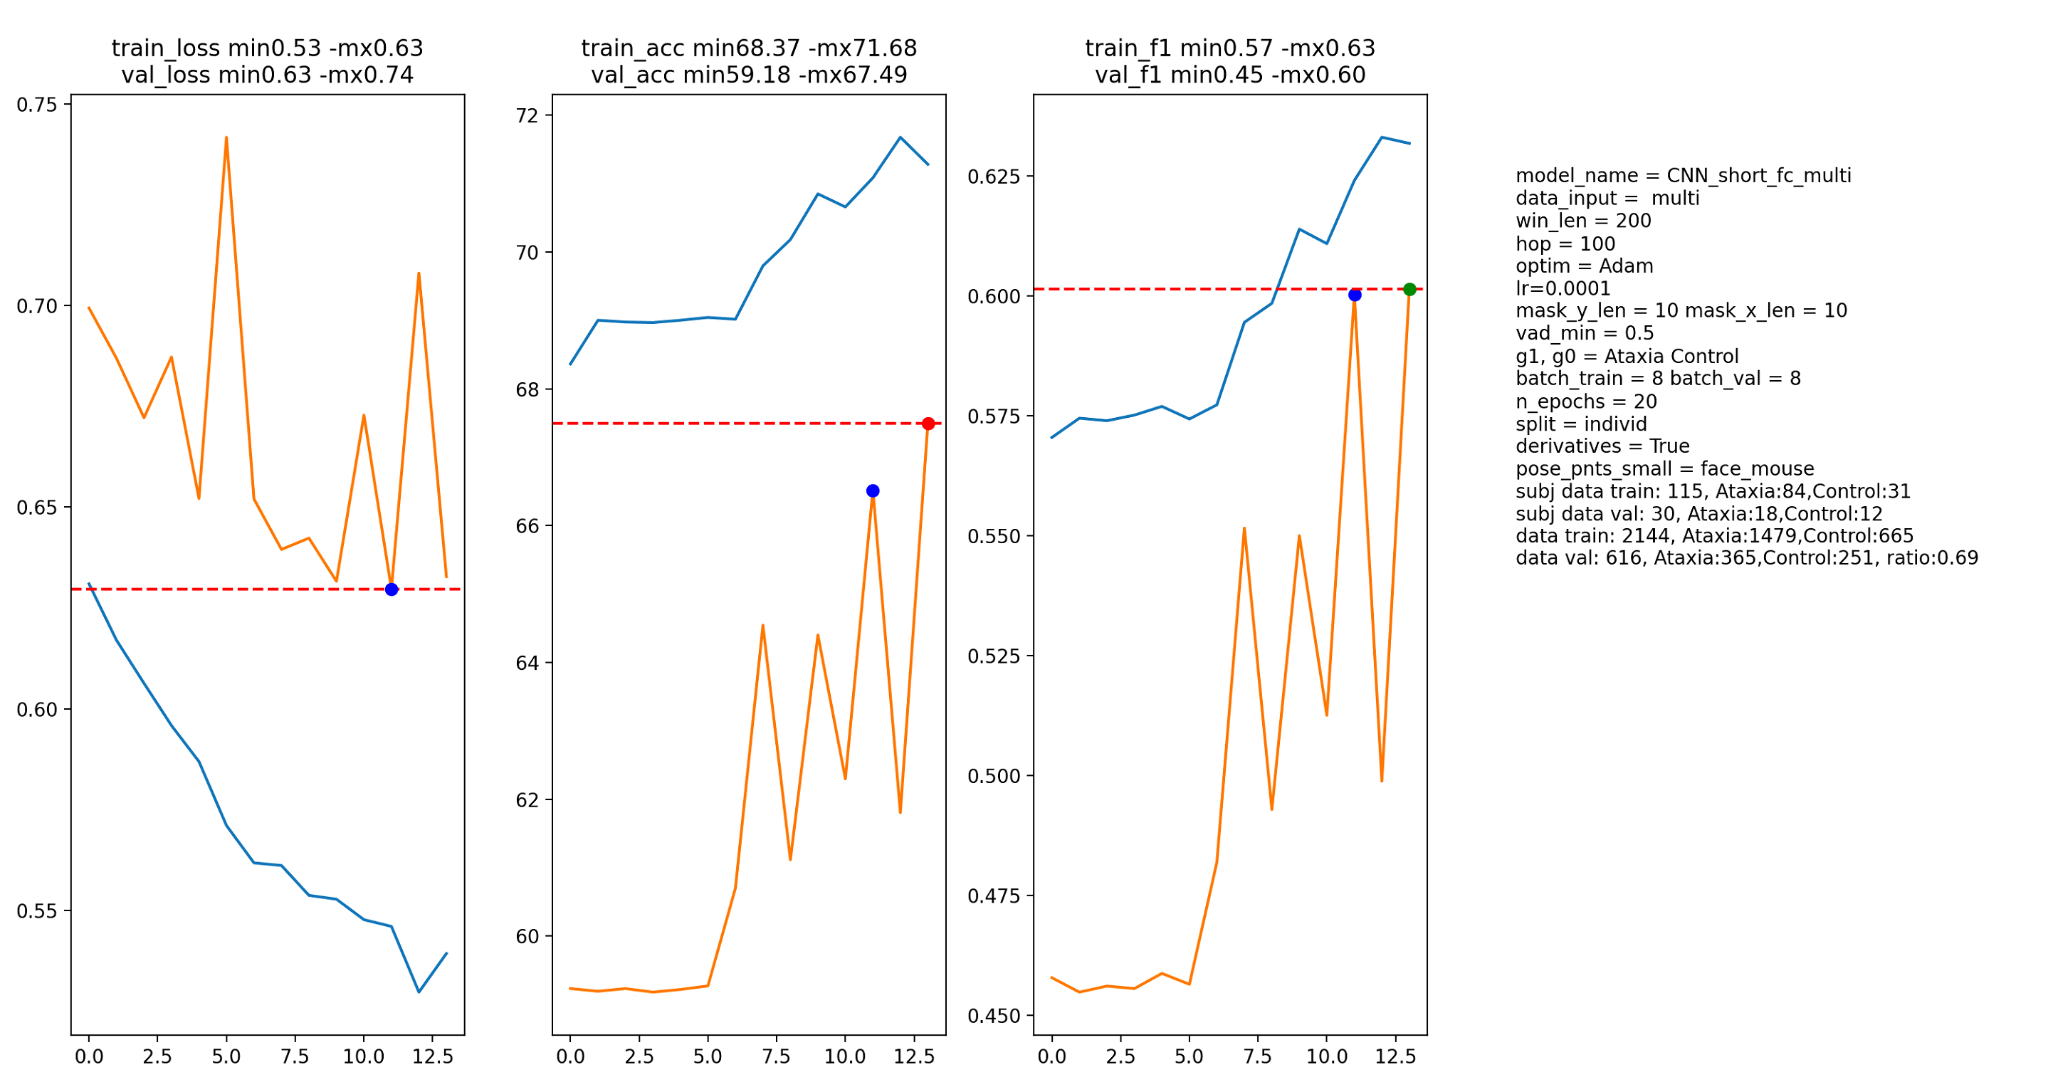 train_loss min0.53 -mx0.63
val_loss min0.63 -mx0.74
0.75
0.70
0.65
0.60
0.55
0.0 2.5 5.0 7.5 10.0 12.5
train_acc min68.37 -mx71.68
val_acc min59.18 -mx67.49
72
70
68
66
64
62
60
0.0 2.5 5.0 7.5 10.0 12.5
train_f1 min0.57 -mx0.63
val_f1 min0.45 -mx0.60
0.625
0.600
0.575
0.550
0.525
0.500
0.475
0.450
0.0 2.5 5.0 7.5 10.0 12.5
model_name = CNN_short_fc_multi
data_input =  multi
win_len = 200
hop = 100
optim = Adam
lr=0.0001
mask_y_len = 10 mask_x_len = 10
vad_min = 0.5
g1, g0 = Ataxia Control
batch_train = 8 batch_val = 8
n_epochs = 20
split = individ
derivatives = True
pose_pnts_small = face_mouse
subj data train: 115, Ataxia:84,Control:31
subj data val: 30, Ataxia:18,Control:12
data train: 2144, Ataxia:1479,Control:665
data val: 616, Ataxia:365,Control:251, ratio:0.69